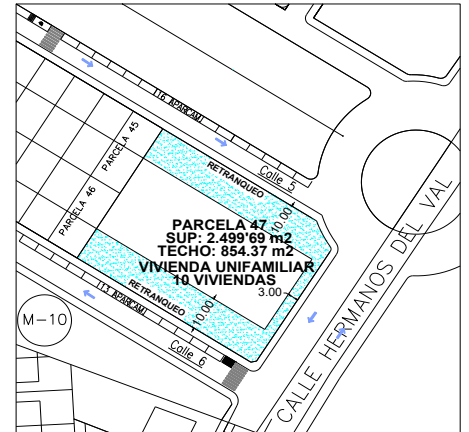 16 APARCAM
PARCELA 45
Calle 5
RETRANQUEO
PARCELA 46
10.00
PARCELA 47
SUP: 2.499'69 m2
TECHO: 854.37 m2
VIVIENDA UNIFAMILIAR
10 VIVIENDAS
3.00
RETRANQUEO
10.00
13 APARCAM
Calle 6
M-10
CALLE HERMANOS DEL VAL